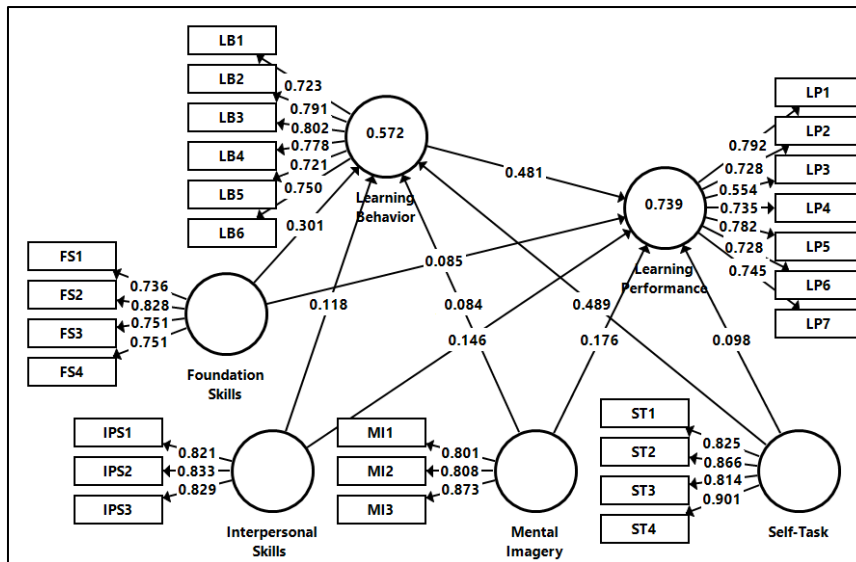 LB1
LB2
LB3
LB4
LB5
LB6
0.723
0.791
0.802
0.778
0.721
0.750
0.572
Learning
Behavior
0.481
LP1
LP2
LP3
LP4
LP5
LP6
LP7
0.792
0.728
0.554
0.735
0.782
0.728
0.745
0.739
Learning
Performance
0.301
0.085
0.118
0.084
0.146
0.489
0.176
0.098
FS1
FS2
FS3
FS4
0.736
0.828
0.751
0.751
Foundation
Skills
IPS1
IPS2
IPS3
0.821
0.833
0.829
Interpersonal
Skills
MI1
MI2
MI3
0.801
0.808
0.873
Mental
Imagery
ST1
ST2
ST3
ST4
0.825
0.866
0.814
0.901
Self-Task